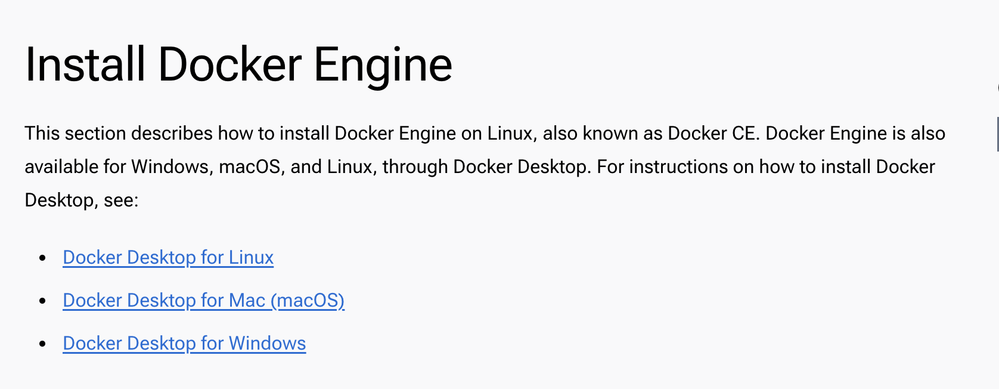 Install Docker Engine
This section describes how to install Docker Engine on Linux, also known as Docker CE. Docker Engine is also
available for Windows, macOS, and Linux, through Docker Desktop. For instructions on how to install Docker
Desktop, see:
• Docker Desktop for Linux
• Docker Desktop for Mac (macOS)
• Docker Desktop for Windows